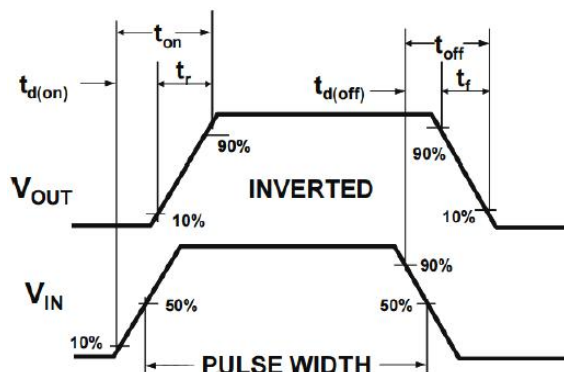 t_on t_off
t_r t_f
t_d(on) t_d(off)
90% 90%
V_OUT INVERTED
10% 10%
90%
V_IN 50% 50%
10%
PULSE WIDTH